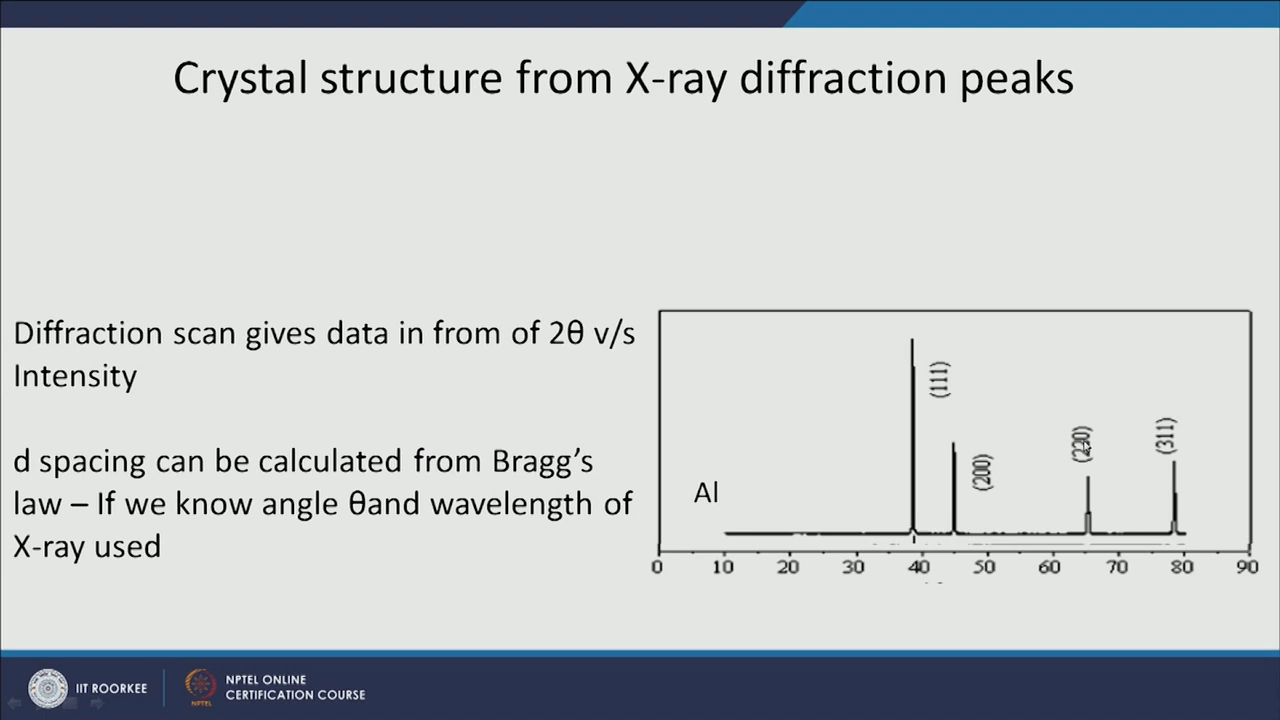 Crystal structure from X-ray diffraction peaks
Diffraction scan gives data in from of 2θ v/s
Intensity
d spacing can be calculated from Bragg's
law – If we know angle θand wavelength of
X-ray used
(111)
(200)
(220)
(311)
Al
0 10 20 30 40 50 60 70 80 90
IIT ROORKEE
NPTEL
NPTEL ONLINE
CERTIFICATION COURSE